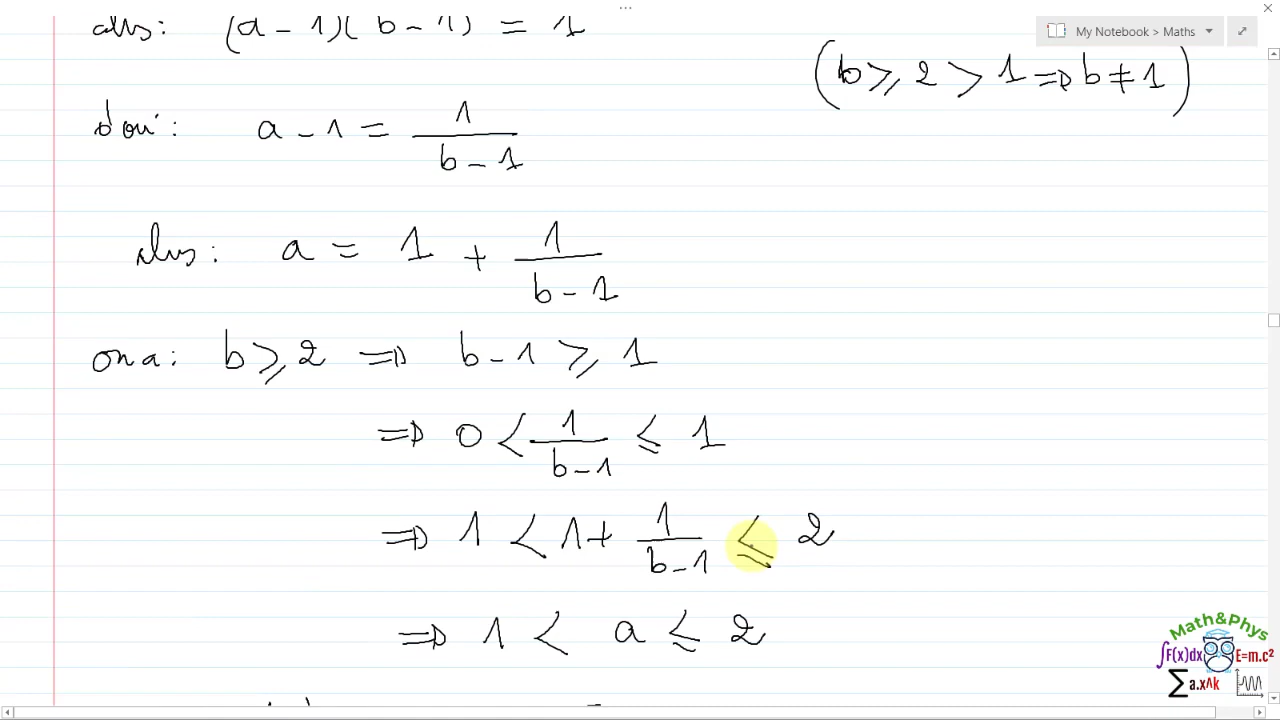 alors: (a - 1)(b - 1) = 1
My Notebook > Maths
(b ⩾ 2 > 1 ⇒ b ≠ 1)
d'où: a - 1 = 1/(b - 1)
alors: a = 1 + 1/(b - 1)
on a: b ⩾ 2 ⇒ b - 1 ⩾ 1
⇒ 0 < 1/(b - 1) ≤ 1
⇒ 1 < 1 + 1/(b - 1) ≤ 2
⇒ 1 < a ≤ 2
Math&Phys
∫F(x)dx E=m.c²
∑ a.x∧k